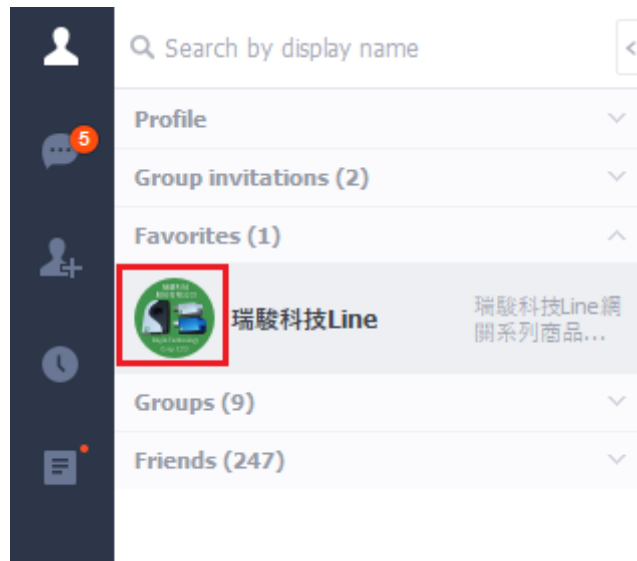 Search by display name
Profile
5
Group invitations (2)
Favorites (1)
瑞駿科技Line
瑞駿科技Line網
關系列商品...
Groups (9)
Friends (247)